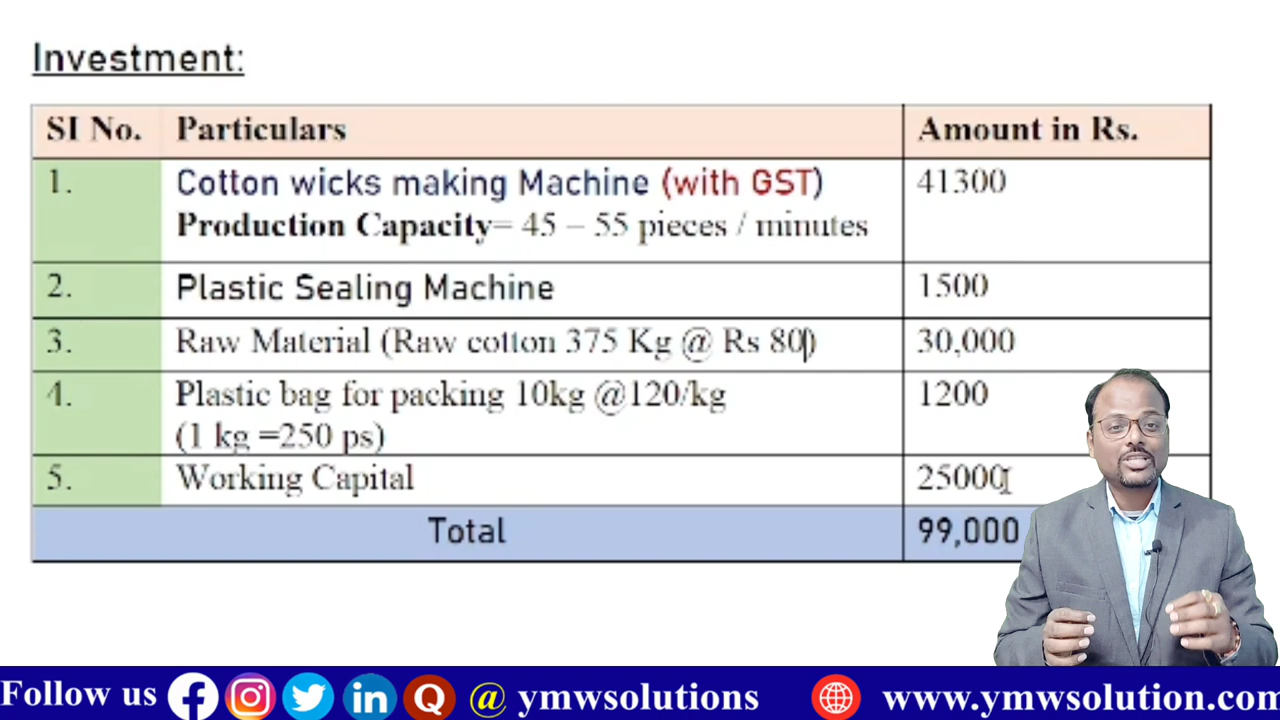 Investment:
SI No. Particulars Amount in Rs.
1. Cotton wicks making Machine (with GST) 41300
Production Capacity= 45 – 55 pieces / minutes
2. Plastic Sealing Machine 1500
3. Raw Material (Raw cotton 375 Kg @ Rs 80) 30,000
4. Plastic bag for packing 10kg @120/kg 1200
(1 kg =250 ps)
5. Working Capital 25000
Total 99,000
Follow us @ ymwsolutions www.ymwsolution.com